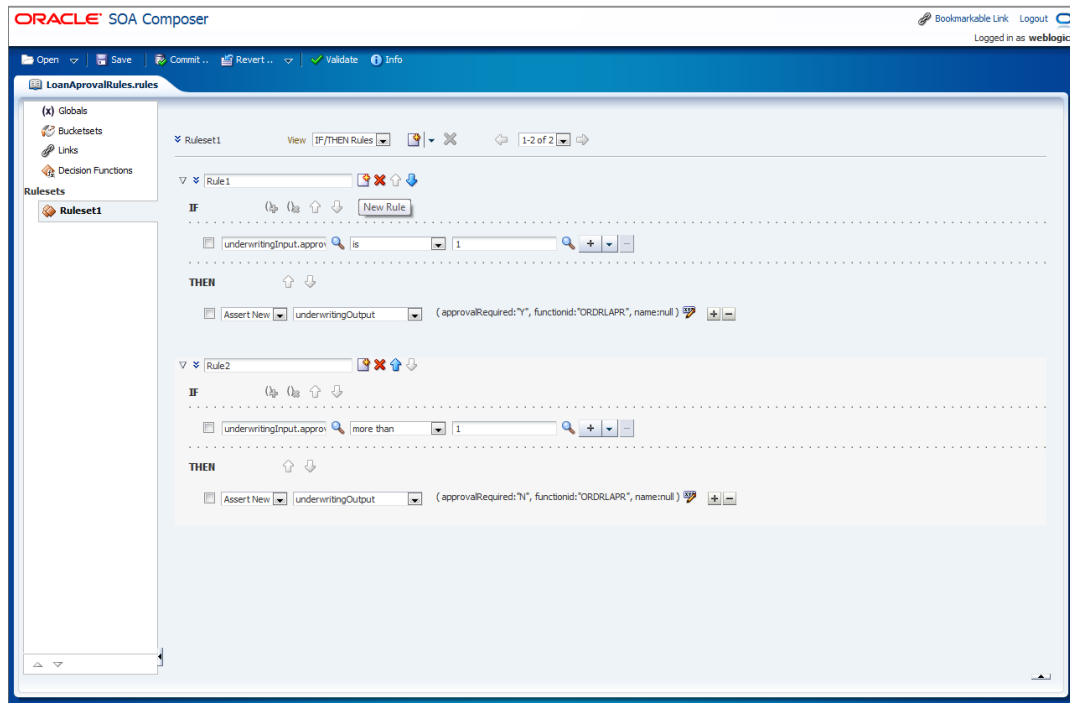 ORACLE SOA Composer
Bookmarkable Link Logout
Logged in as weblogic
Open Save Commit .. Revert .. Validate Info
LoanAprovalRules.rules
(x) Globals
Bucketsets
Links
Decision Functions
Rulesets
Ruleset1
Ruleset1 View IF/THEN Rules 1-2 of 2
Rule1
IF New Rule
underwritingInput.approv is 1
THEN
Assert New underwritingOutput ( approvalRequired:"Y", functionid:"ORDRLAPR", name:null )
Rule2
IF
underwritingInput.approv more than 1
THEN
Assert New underwritingOutput ( approvalRequired:"N", functionid:"ORDRLAPR", name:null )